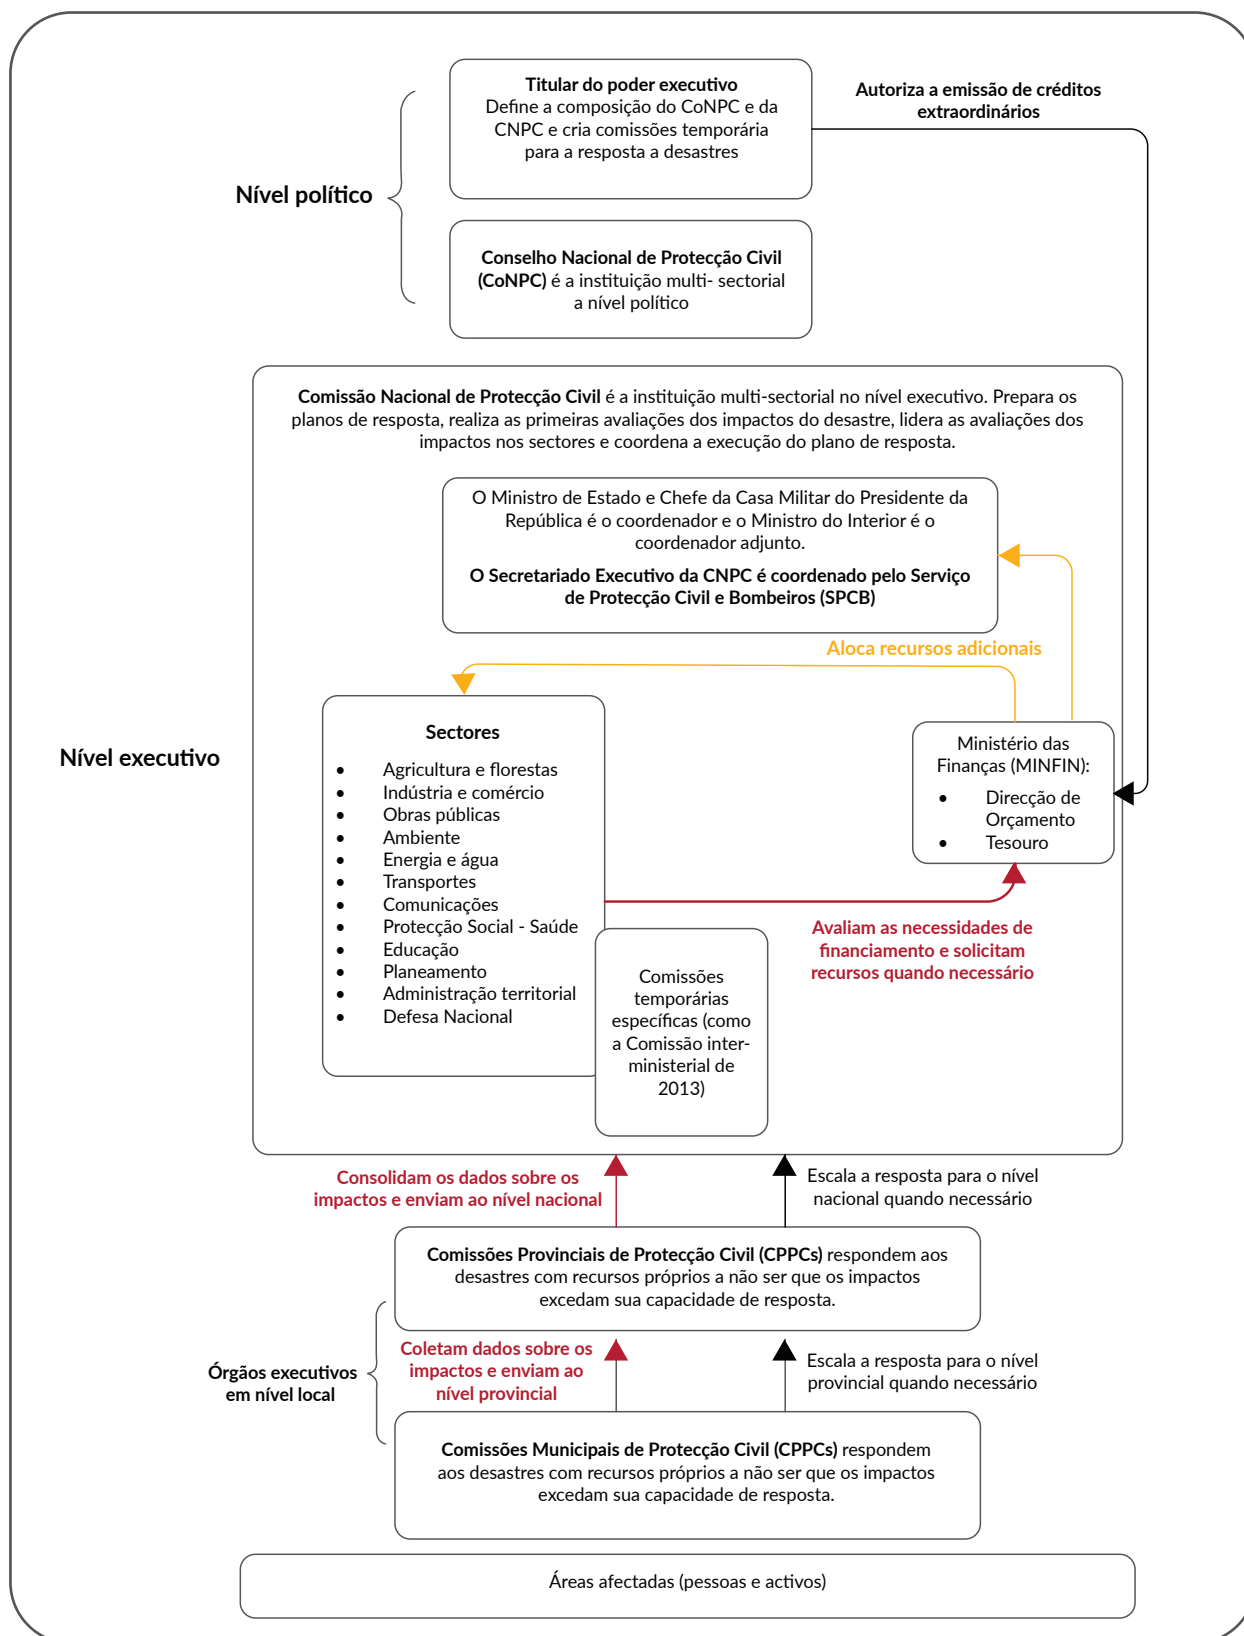 Titular do poder executivo
Define a composição do CoNPC e da
CNPC e cria comissões temporária
para a resposta a desastres
Autoriza a emissão de créditos
extraordinários
Nível político
Conselho Nacional de Protecção Civil
(CoNPC) é a instituição multi- sectorial
a nível político
Comissão Nacional de Protecção Civil é a instituição multi-sectorial no nível executivo. Prepara os
planos de resposta, realiza as primeiras avaliações dos impactos do desastre, lidera as avaliações dos
impactos nos sectores e coordena a execução do plano de resposta.
O Ministro de Estado e Chefe da Casa Militar do Presidente da
República é o coordenador e o Ministro do Interior é o
coordenador adjunto.
O Secretariado Executivo da CNPC é coordenado pelo Serviço
de Protecção Civil e Bombeiros (SPCB)
Aloca recursos adicionais
Nível executivo
Sectores
• Agricultura e florestas
• Indústria e comércio
• Obras públicas
• Ambiente
• Energia e água
• Transportes
• Comunicações
• Protecção Social - Saúde
• Educação
• Planeamento
• Administração territorial
• Defesa Nacional
Ministério das
Finanças (MINFIN):
• Direcção de
Orçamento
• Tesouro
Avaliam as necessidades de
financiamento e solicitam
recursos quando necessário
Comissões
temporárias
específicas (como
a Comissão inter-
ministerial de
2013)
Consolidam os dados sobre os
impactos e enviam ao nível nacional
Escala a resposta para o nível
nacional quando necessário
Comissões Provinciais de Protecção Civil (CPPCs) respondem aos
desastres com recursos próprios a não ser que os impactos
excedam sua capacidade de resposta.
Órgãos executivos
em nível local
Coletam dados sobre os
impactos e enviam ao
nível provincial
Escala a resposta para o nível
provincial quando necessário
Comissões Municipais de Protecção Civil (CPPCs) respondem
aos desastres com recursos próprios a não ser que os impactos
excedam sua capacidade de resposta.
Áreas afectadas (pessoas e activos)